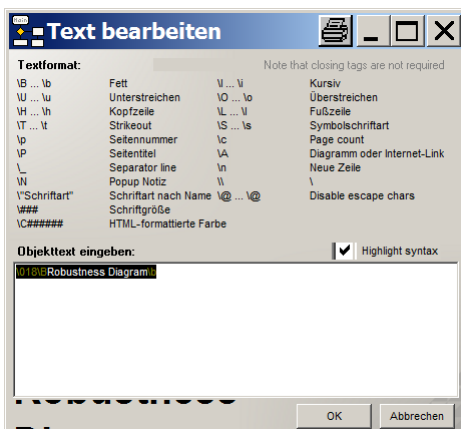 Main
Text bearbeiten
Textformat: Note that closing tags are not required
\B ... \b Fett \I ... \i Kursiv
\U ... \u Unterstreichen \O ... \o Überstreichen
\H ... \h Kopfzeile \L ... \l Fußzeile
\T ... \t Strikeout \S ... \s Symbolschriftart
\p Seitennummer \c Page count
\P Seitentitel \A Diagramm oder Internet-Link
\_ Separator line \n Neue Zeile
\N Popup Notiz \\ \
\"Schriftart" Schriftart nach Name \@ ... \@ Disable escape chars
\### Schriftgröße
\C###### HTML-formattierte Farbe
Objekttext eingeben: Highlight syntax
\018\BRobustness Diagram\b
OK Abbrechen